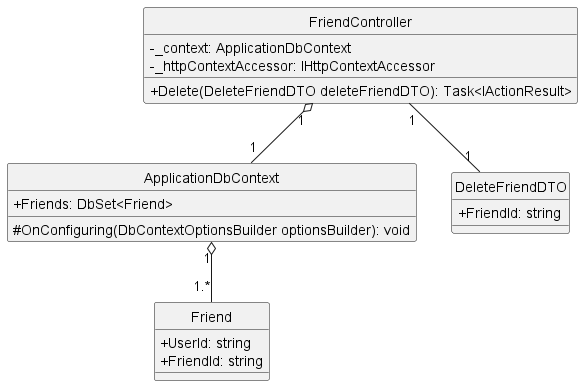 FriendController
-_context: ApplicationDbContext
-_httpContextAccessor: IHttpContextAccessor
+Delete(DeleteFriendDTO deleteFriendDTO): Task<IActionResult>
1
1
1
1
ApplicationDbContext
+Friends: DbSet<Friend>
#OnConfiguring(DbContextOptionsBuilder optionsBuilder): void
DeleteFriendDTO
+FriendId: string
1
1.*
Friend
+UserId: string
+FriendId: string